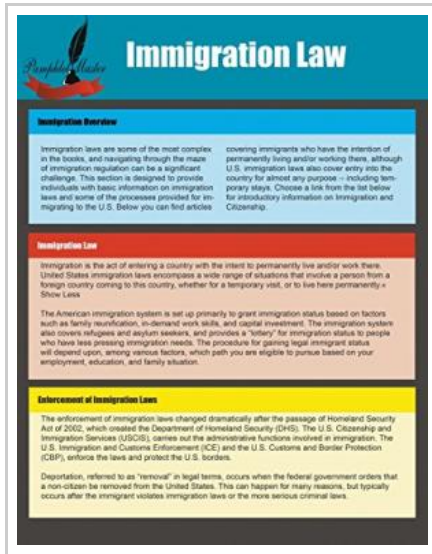 Pamphlet Master
Immigration Law
Immigration Overview
Immigration laws are some of the most complex
in the books, and navigating through the maze
of immigration regulation can be a significant
challenge. This section is designed to provide
individuals with basic information on immigration
laws and some of the processes provided for im-
migrating to the U.S. Below you can find articles
covering immigrants who have the intention of
permanently living and/or working there, although
U.S. immigration laws also cover entry into the
country for almost any purpose -- including tem-
porary stays. Choose a link from the list below
for introductory information on Immigration and
Citizenship.
Immigration Law
Immigration is the act of entering a country with the intent to permanently live and/or work there.
United States immigration laws encompass a wide range of situations that involve a person from a
foreign country coming to this country, whether for a temporary visit, or to live here permanently.«
Show Less
The American immigration system is set up primarily to grant immigration status based on factors
such as family reunification, in-demand work skills, and capital investment. The immigration system
also covers refugees and asylum seekers, and provides a "lottery" for immigration status to people
who have less pressing immigration needs. The procedure for gaining legal immigrant status
will depend upon, among various factors, which path you are eligible to pursue based on your
employment, education, and family situation.
Enforcement of Immigration Laws
The enforcement of immigration laws changed dramatically after the passage of Homeland Security
Act of 2002, which created the Department of Homeland Security (DHS). The U.S. Citizenship and
Immigration Services (USCIS), carries out the administrative functions involved in immigration. The
U.S. Immigration and Customs Enforcement (ICE) and the U.S. Customs and Border Protection
(CBP), enforce the laws and protect the U.S. borders.
Deportation, referred to as "removal" in legal terms, occurs when the federal government orders that
a non-citizen be removed from the United States. This can happen for many reasons, but typically
occurs after the immigrant violates immigration laws or the more serious criminal laws.